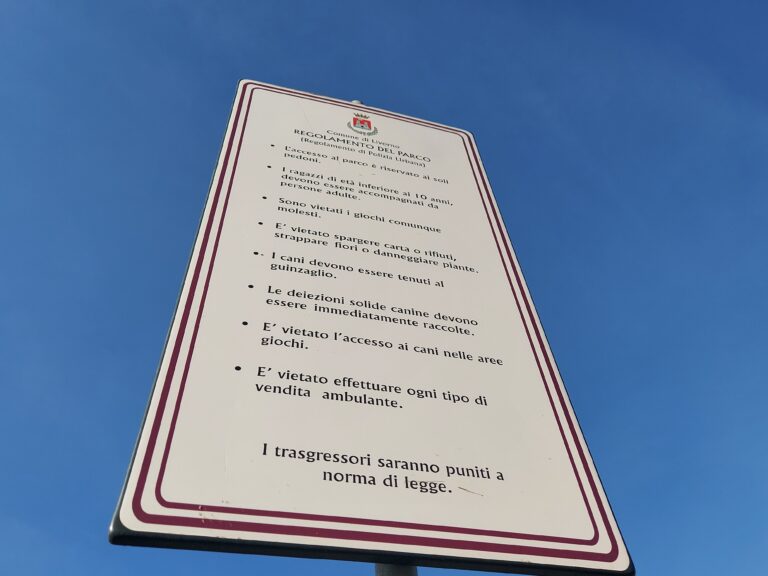 Comune di Livorno
REGOLAMENTO DEL PARCO
(Regolamento di Polizia Urbana)
• L'accesso al parco è riservato ai soli
pedoni.
• I ragazzi di età inferiore ai 10 anni,
devono essere accompagnati da
persone adulte.
• Sono vietati i giochi comunque
molesti.
• E' vietato spargere carta o rifiuti,
strappare fiori o danneggiare piante.
• I cani devono essere tenuti al
guinzaglio.
• Le deiezioni solide canine devono
essere immediatamente raccolte.
• E' vietato l'accesso ai cani nelle aree
giochi.
• E' vietato effettuare ogni tipo di
vendita ambulante.
I trasgressori saranno puniti a
norma di legge.